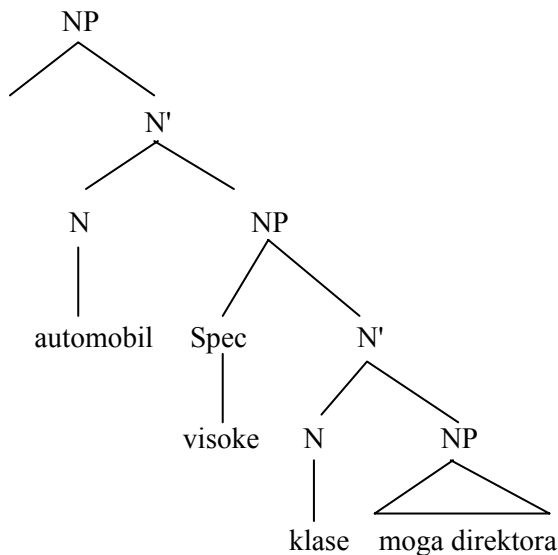 NP
N'
N NP
automobil Spec N'
visoke N NP
klase moga direktora